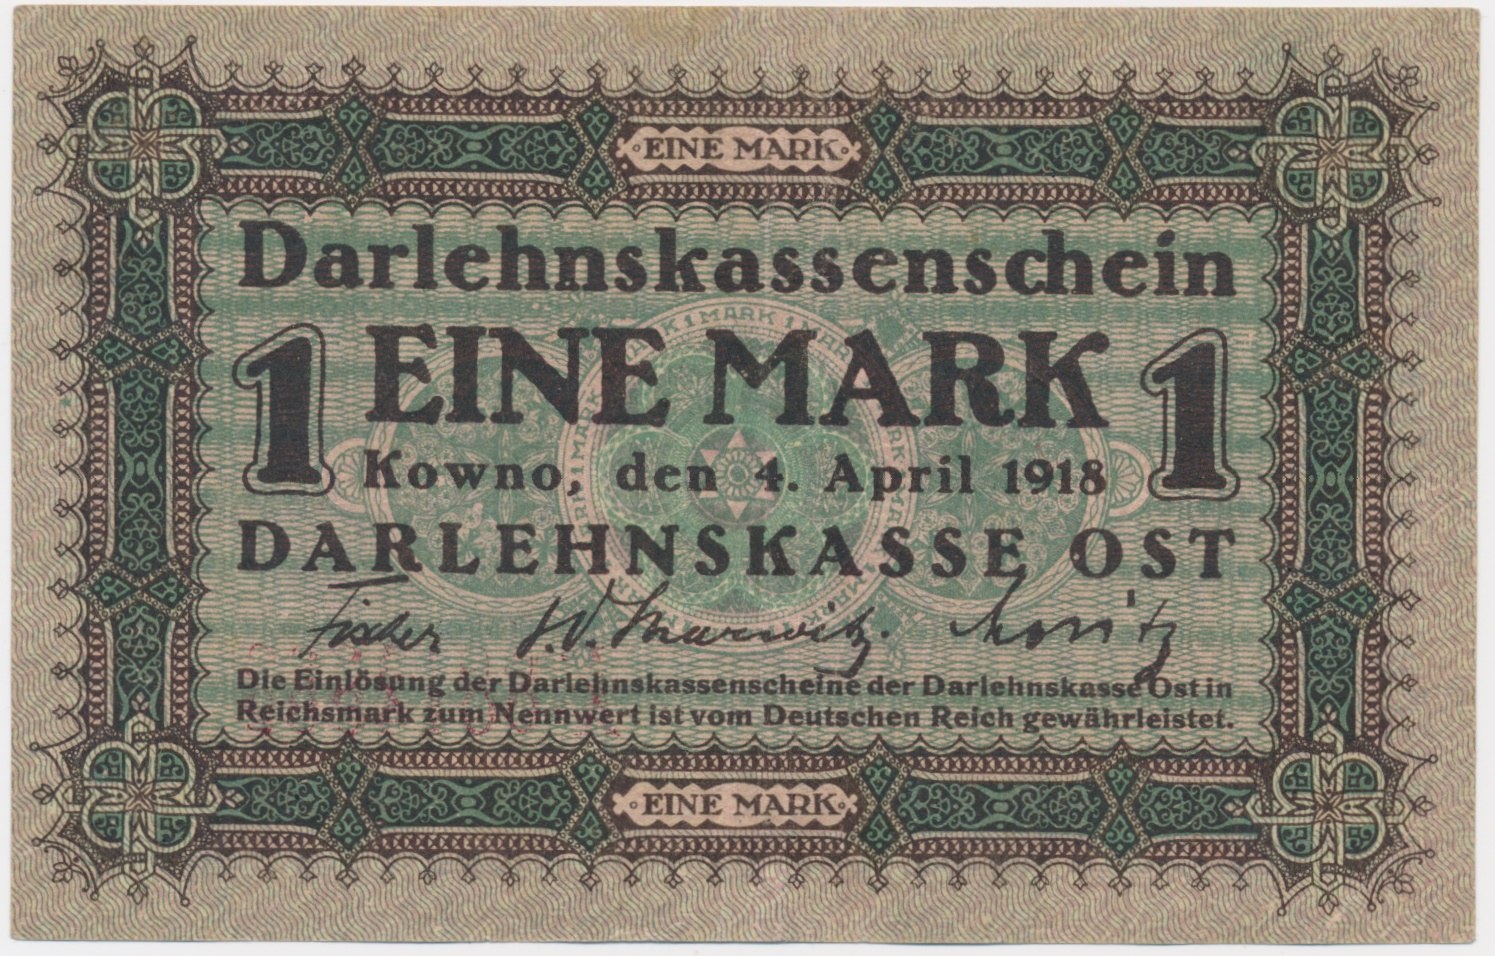 EINE MARK
Darlehnskassenschein
1 EINE MARK 1
Kowno, den 4. April 1918
DARLEHNSKASSE OST
Fischer
Die Einlösung der Darlehnskassenscheine der Darlehnskasse Ost in
Reichsmark zum Nennwert ist vom Deutschen Reich gewährleistet.
EINE MARK